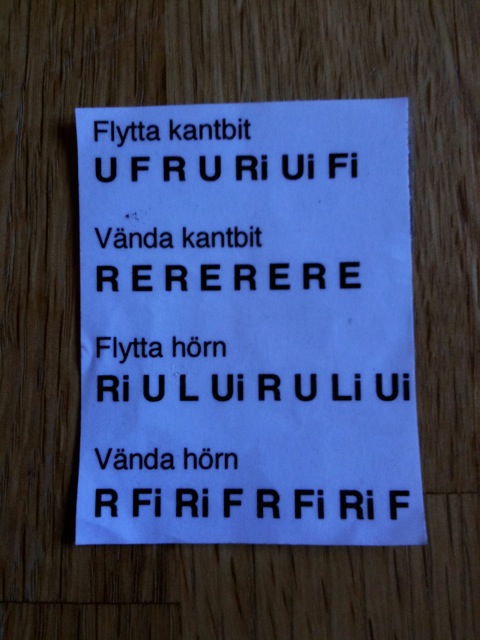 Flytta kantbit
U F R U Ri Ui Fi
Vända kantbit
R E R E R E R E
Flytta hörn
Ri U L Ui R U Li Ui
Vända hörn
R Fi Ri F R Fi Ri F